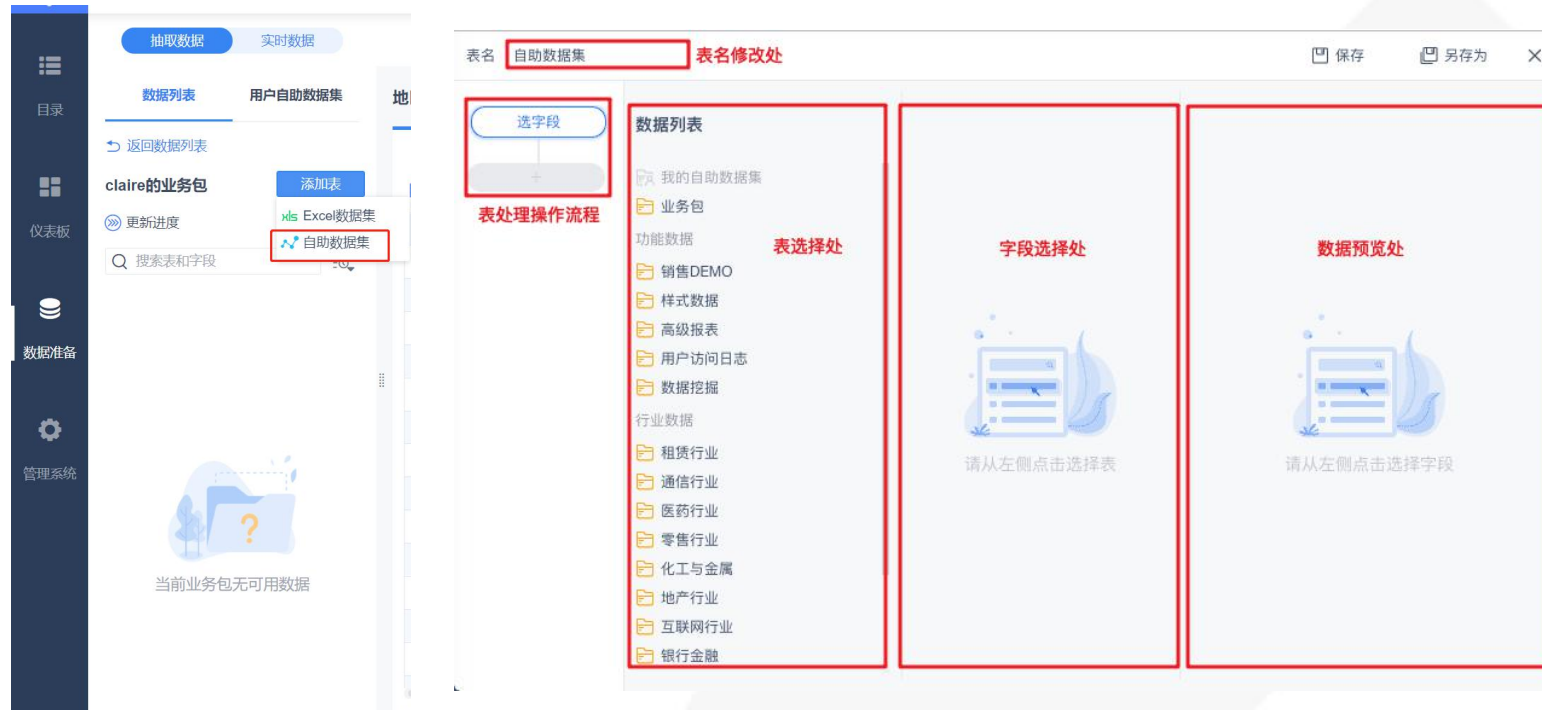 抽取数据 实时数据
目录
数据列表 用户自助数据集
返回数据列表
claire的业务包 添加表
更新进度
xls Excel数据集
自助数据集
搜索表和字段
仪表板
数据准备
管理系统
当前业务包无可用数据
地
表名 自助数据集 表名修改处 保存 另存为
选字段
+
表处理操作流程
数据列表
我的自助数据集
业务包
功能数据
表选择处
销售DEMO
样式数据
高级报表
用户访问日志
数据挖掘
行业数据
租赁行业
通信行业
医药行业
零售行业
化工与金属
地产行业
互联网行业
银行金融
字段选择处
请从左侧点击选择表
数据预览处
请从左侧点击选择字段